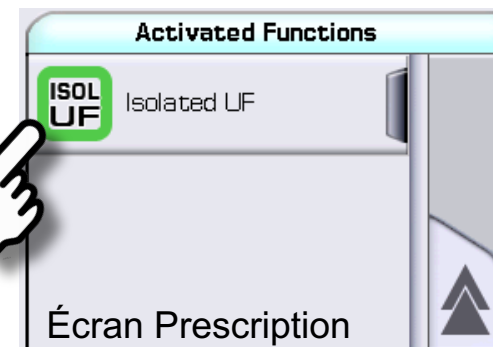 Activated Functions
ISOL
UF
Isolated UF
Écran Prescription